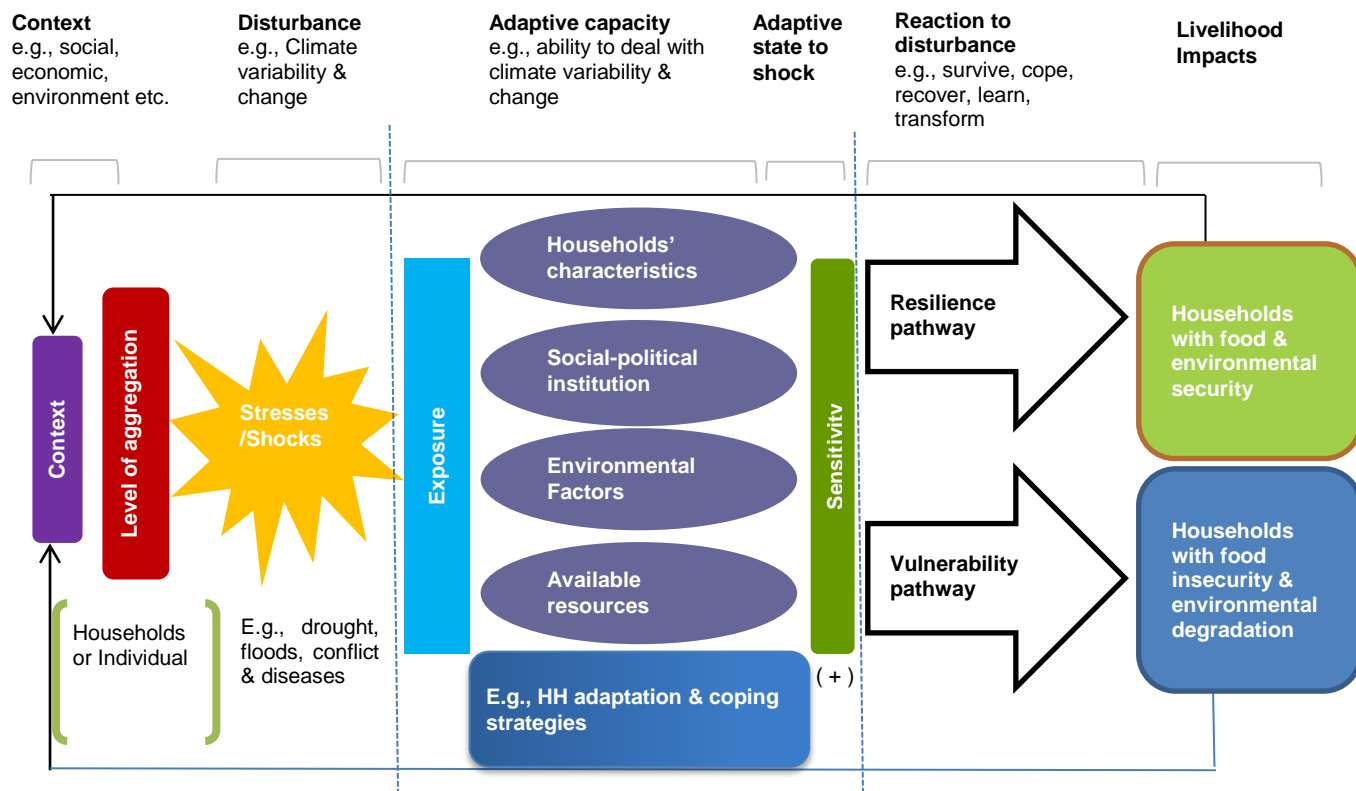 Context
e.g., social,
economic,
environment etc.
Disturbance
e.g., Climate
variability &
change
Adaptive capacity
e.g., ability to deal with
climate variability &
change
Adaptive
state to
shock
Reaction to
disturbance
e.g., survive, cope,
recover, learn,
transform
Livelihood
Impacts
Context
Level of aggregation
Stresses
/Shocks
Exposure
Households’
characteristics
Social-political
institution
Environmental
Factors
Available
resources
Sensitivity
Resilience
pathway
Vulnerability
pathway
Households
with food &
environmental
security
Households
with food
insecurity &
environmental
degradation
Households
or Individual
E.g., drought,
floods, conflict
& diseases
E.g., HH adaptation & coping
strategies
( + )